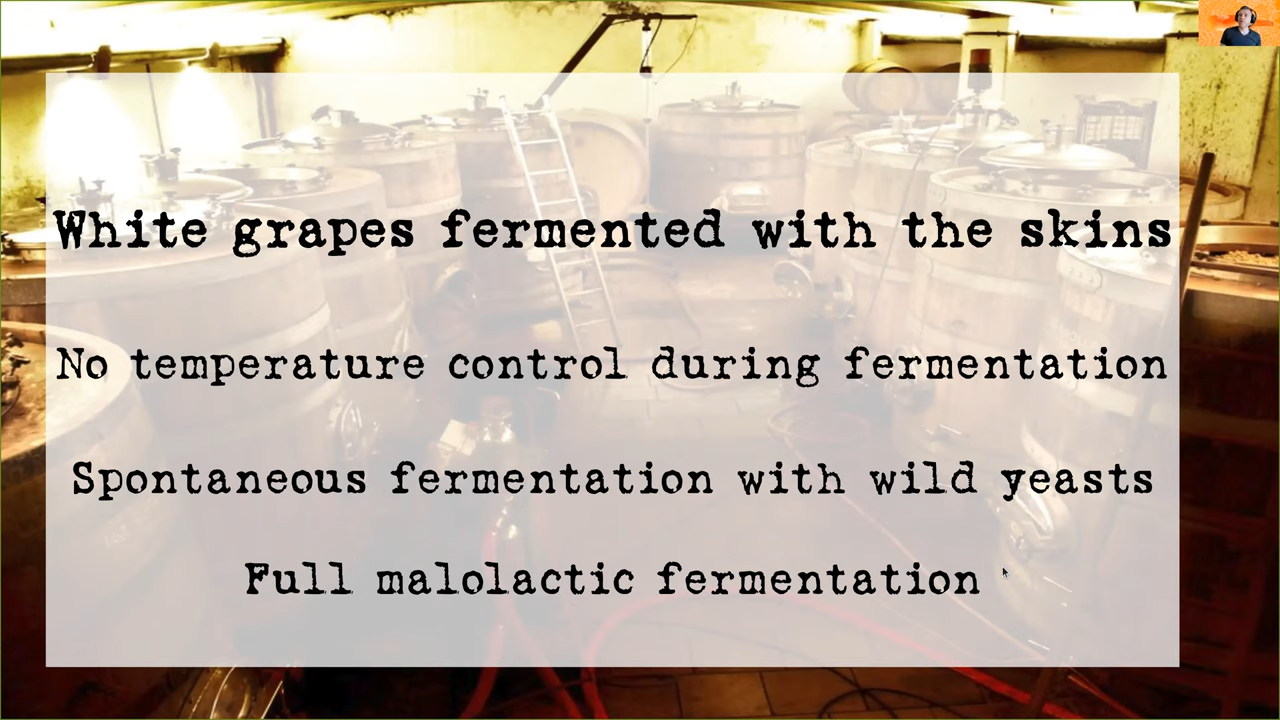 White grapes fermented with the skins
No temperature control during fermentation
Spontaneous fermentation with wild yeasts
Full malolactic fermentation